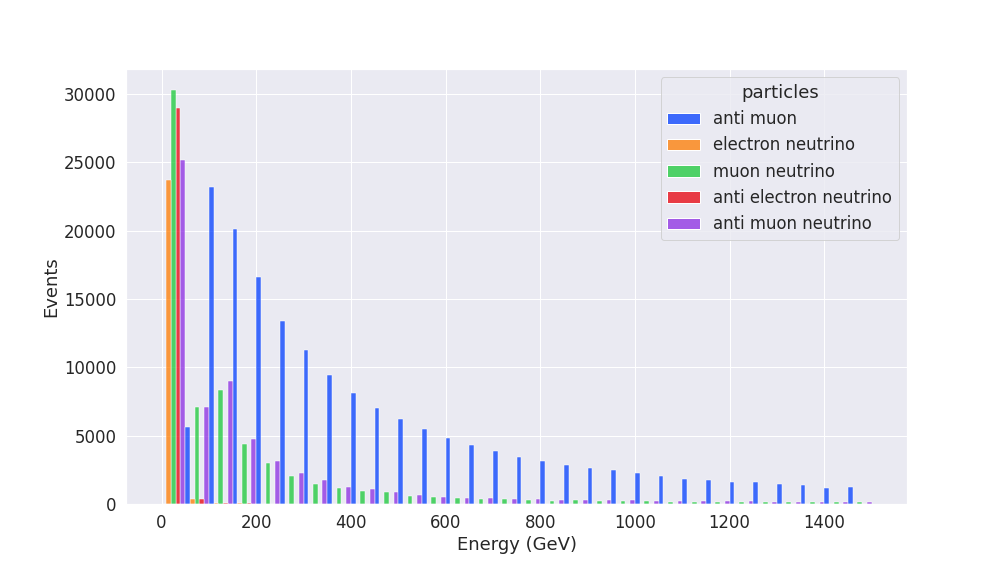 particles
anti muon
electron neutrino
muon neutrino
anti electron neutrino
anti muon neutrino
Events
30000
25000
20000
15000
10000
5000
0
0 200 400 600 800 1000 1200 1400
Energy (GeV)